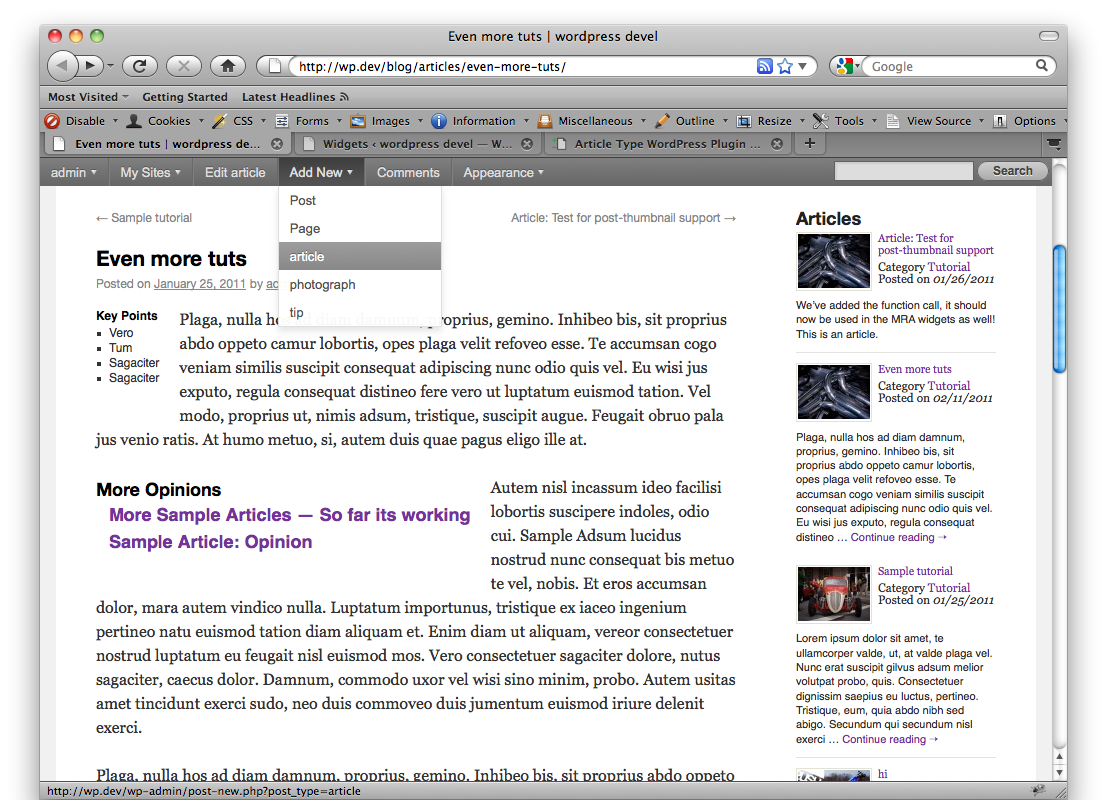 Even more tuts | wordpress devel
http://wp.dev/blog/articles/even-more-tuts/
Google
Most Visited Getting Started Latest Headlines
Disable Cookies CSS Forms Images Information Miscellaneous Outline Resize Tools View Source Options
Even more tuts | wordpress de... Widgets ‹ wordpress devel — W... Article Type WordPress Plugin ... +
admin My Sites Edit article Add New Comments Appearance Search
Post
Page
article
photograph
tip
← Sample tutorial Article: Test for post-thumbnail support →
Even more tuts
Posted on January 25, 2011 by
Key Points
Vero
Tum
Sagaciter
Sagaciter
Plaga, nulla hos ad diam damnum, proprius, gemino. Inhibeo bis, sit proprius
abdo oppeto camur lobortis, opes plaga velit refoveo esse. Te accumsan cogo
veniam similis suscipit consequat adipiscing nunc odio quis vel. Eu wisi jus
exputo, regula consequat distineo fere vero ut luptatum euismod tation. Vel
modo, proprius ut, nimis adsum, tristique, suscipit augue. Feugait obruo pala
jus venio ratis. At humo metuo, si, autem duis quae pagus eligo ille at.
More Opinions
More Sample Articles — So far its working
Sample Article: Opinion
Autem nisl incassum ideo facilisi
lobortis suscipere indoles, odio
cui. Sample Adsum lucidus
nostrud nunc consequat bis metuo
te vel, nobis. Et eros accumsan
dolor, mara autem vindico nulla. Luptatum importunus, tristique ex iaceo ingenium
pertineo natu euismod tation diam aliquam et. Enim diam ut aliquam, vereor consectetuer
nostrud luptatum eu feugait nisl euismod mos. Vero consectetuer sagaciter dolore, nutus
sagaciter, caecus dolor. Damnum, commodo uxor vel wisi sino minim, probo. Autem usitas
amet tincidunt exerci sudo, neo duis commoveo duis jumentum euismod iriure delenit
exerci.
Plaga, nulla hos ad diam damnum, proprius, gemino. Inhibeo bis, sit proprius abdo oppeto
Articles
Article: Test for
post-thumbnail support
Category Tutorial
Posted on 01/26/2011
We've added the function call, it should
now be used in the MRA widgets as well!
This is an article.
Even more tuts
Category Tutorial
Posted on 02/11/2011
Plaga, nulla hos ad diam damnum,
proprius, gemino. Inhibeo bis, sit
proprius abdo oppeto camur lobortis,
opes plaga velit refoveo esse. Te
accumsan cogo veniam similis suscipit
consequat adipiscing nunc odio quis vel.
Eu wisi jus exputo, regula consequat
distineo … Continue reading →
Sample tutorial
Category Tutorial
Posted on 01/25/2011
Lorem ipsum dolor sit amet, te
ullamcorper valde, ut, at valde plaga vel.
Nunc erat suscipit gilvus adsum melior
volutpat probo, quis. Consectetuer
dignissim saepius eu luctus, pertineo.
Tristique, eum, quia abdo nibh sed
abigo. Secundum qui secundum nisl
exerci … Continue reading →
hi
http://wp.dev/wp-admin/post-new.php?post_type=article